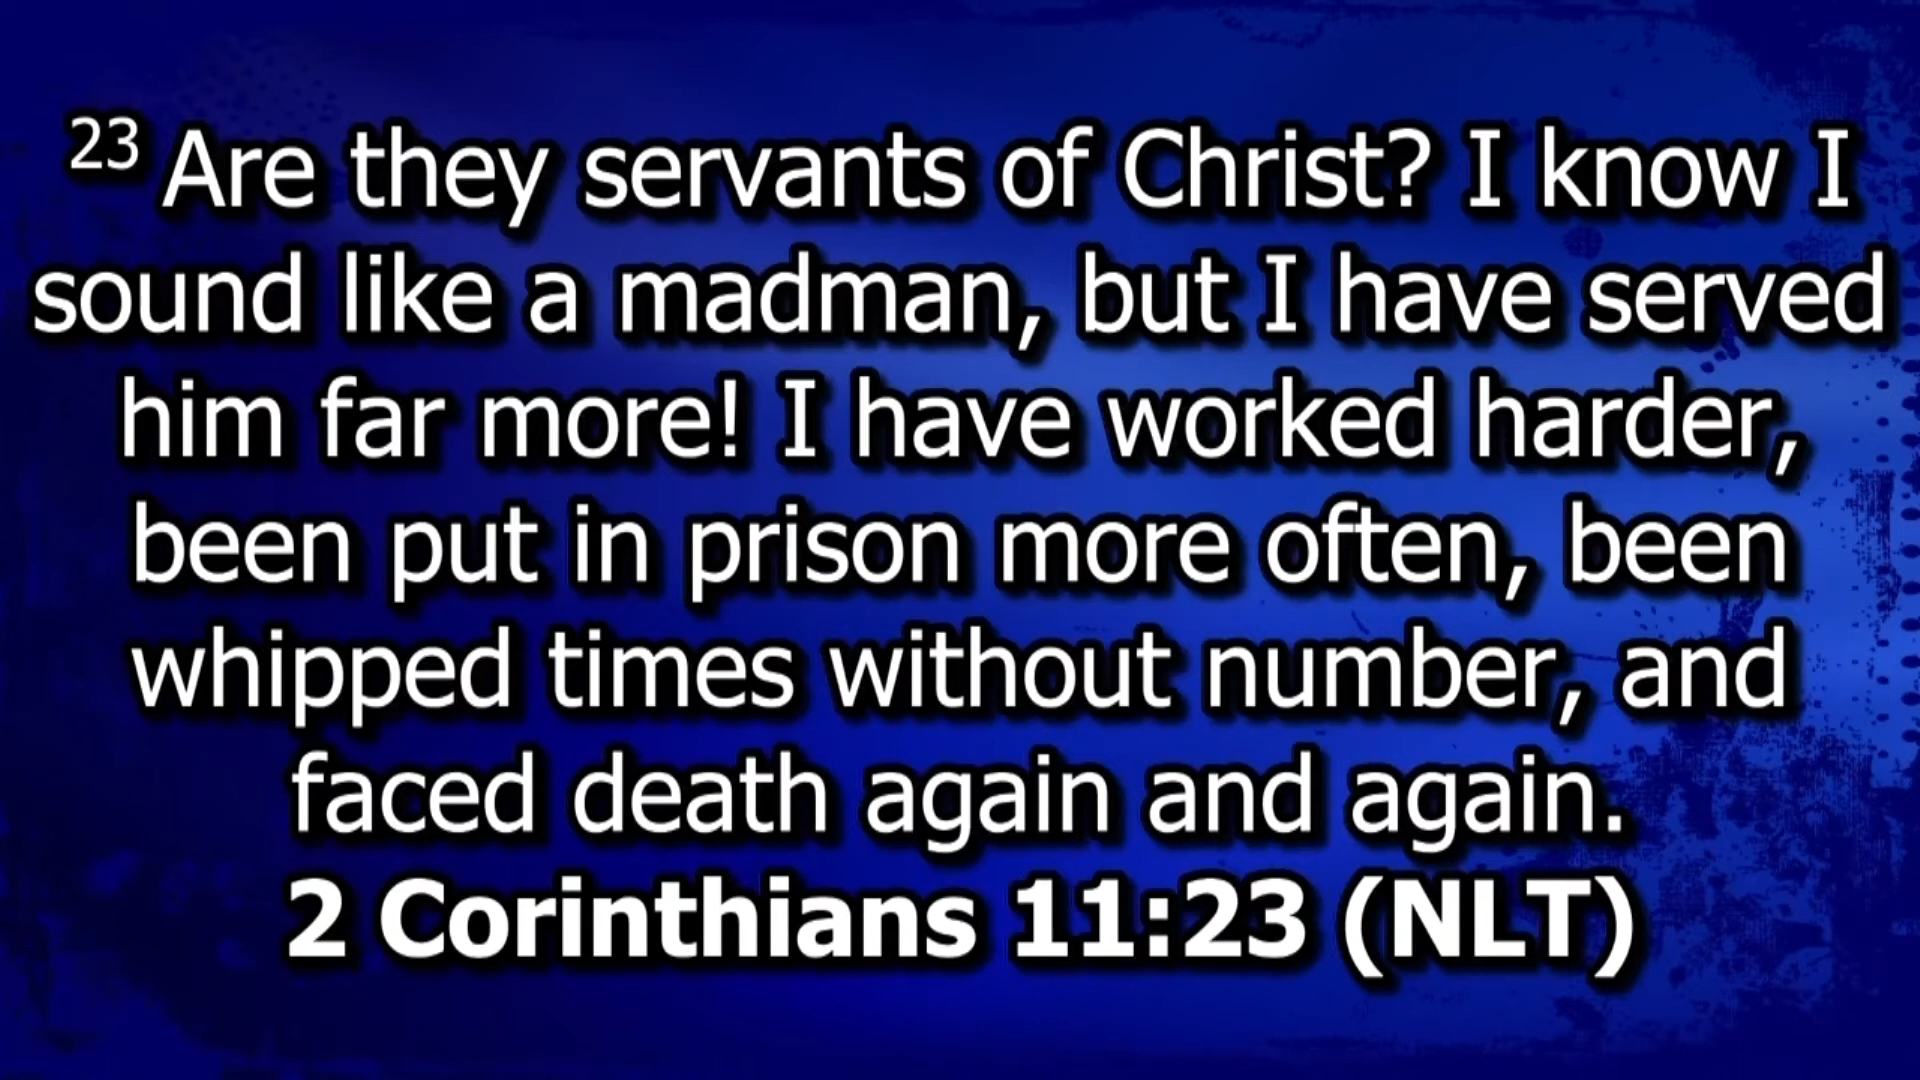 23 Are they servants of Christ? I know I
sound like a madman, but I have served
him far more! I have worked harder,
been put in prison more often, been
whipped times without number, and
faced death again and again.
2 Corinthians 11:23 (NLT)